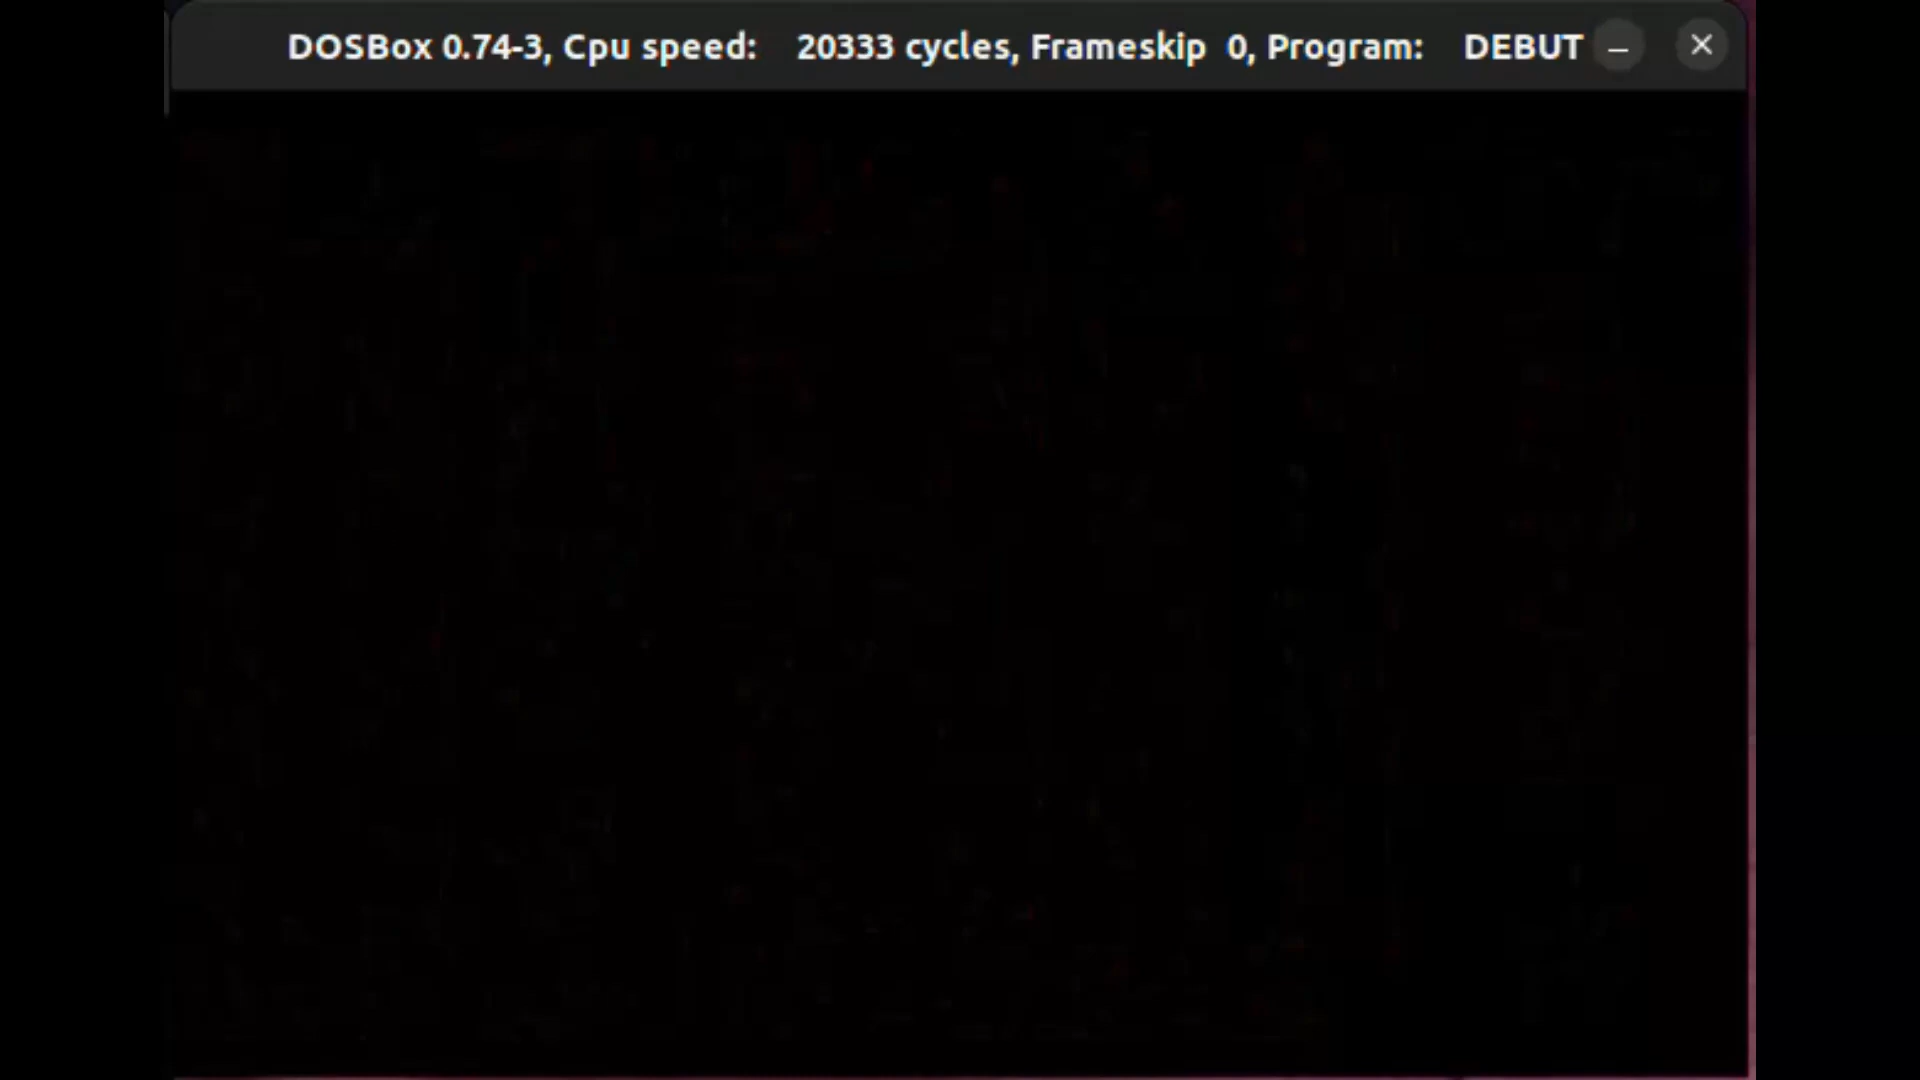 DOSBox 0.74-3, Cpu speed: 20333 cycles, Frameskip 0, Program: DEBUT